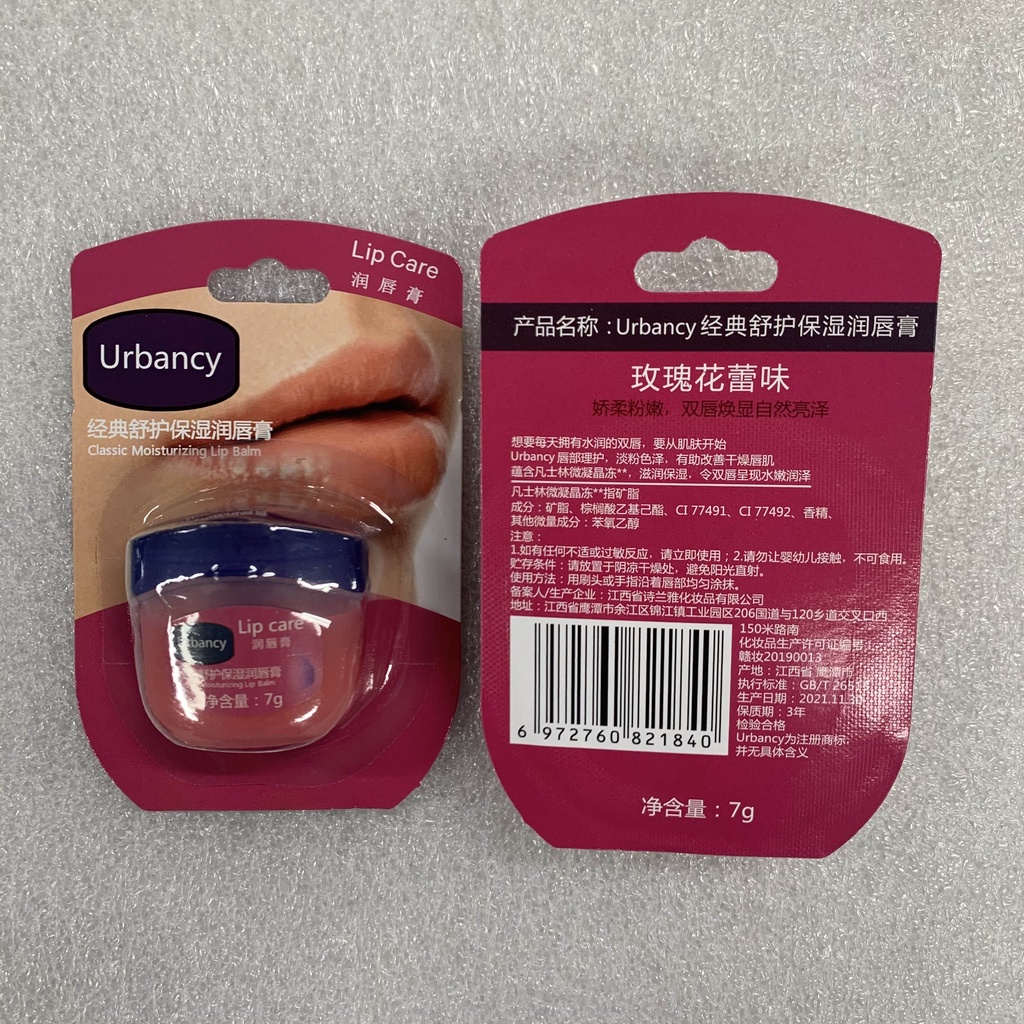 Lip Care
润唇膏
Urbancy
经典舒护保湿润唇膏
Classic Moisturizing Lip Balm
Lip care
bancy
润唇膏
舒护保湿润唇膏
Moisturizing Lip Balm
净含量：7g
产品名称：Urbancy 经典舒护保湿润唇膏
玫瑰花蕾味
娇柔粉嫩，双唇焕显自然亮泽
想要每天拥有水润的双唇，要从肌肤开始
Urbancy 唇部理护，淡粉色泽，有助改善干燥唇肌
蕴含凡士林微凝晶冻**，滋润保湿，令双唇呈现水嫩润泽
凡士林微凝晶冻**指矿脂
成分：矿脂、棕榈酸乙基己酯、CI 77491、CI 77492、香精、
其他微量成分：苯氧乙醇
注意：
1.如有任何不适或过敏反应，请立即使用；2.请勿让婴幼儿接触，不可食用。
贮存条件：请放置于阴凉干燥处，避免阳光直射。
使用方法：用刷头或手指沿着唇部均匀涂抹。
备案人/生产企业：江西省诗兰雅化妆品有限公司
地址：江西省鹰潭市余江区锦江镇工业园区206国道与120乡道交叉口西
150米路南
化妆品生产许可证编号
赣妆20190013
产地：江西省 鹰潭市
执行标准：GB/T 2651
生产日期：2021.11.30
保质期：3年
检验合格
Urbancy为注册商标，
并无具体含义
6 972760 821840
净含量：7g